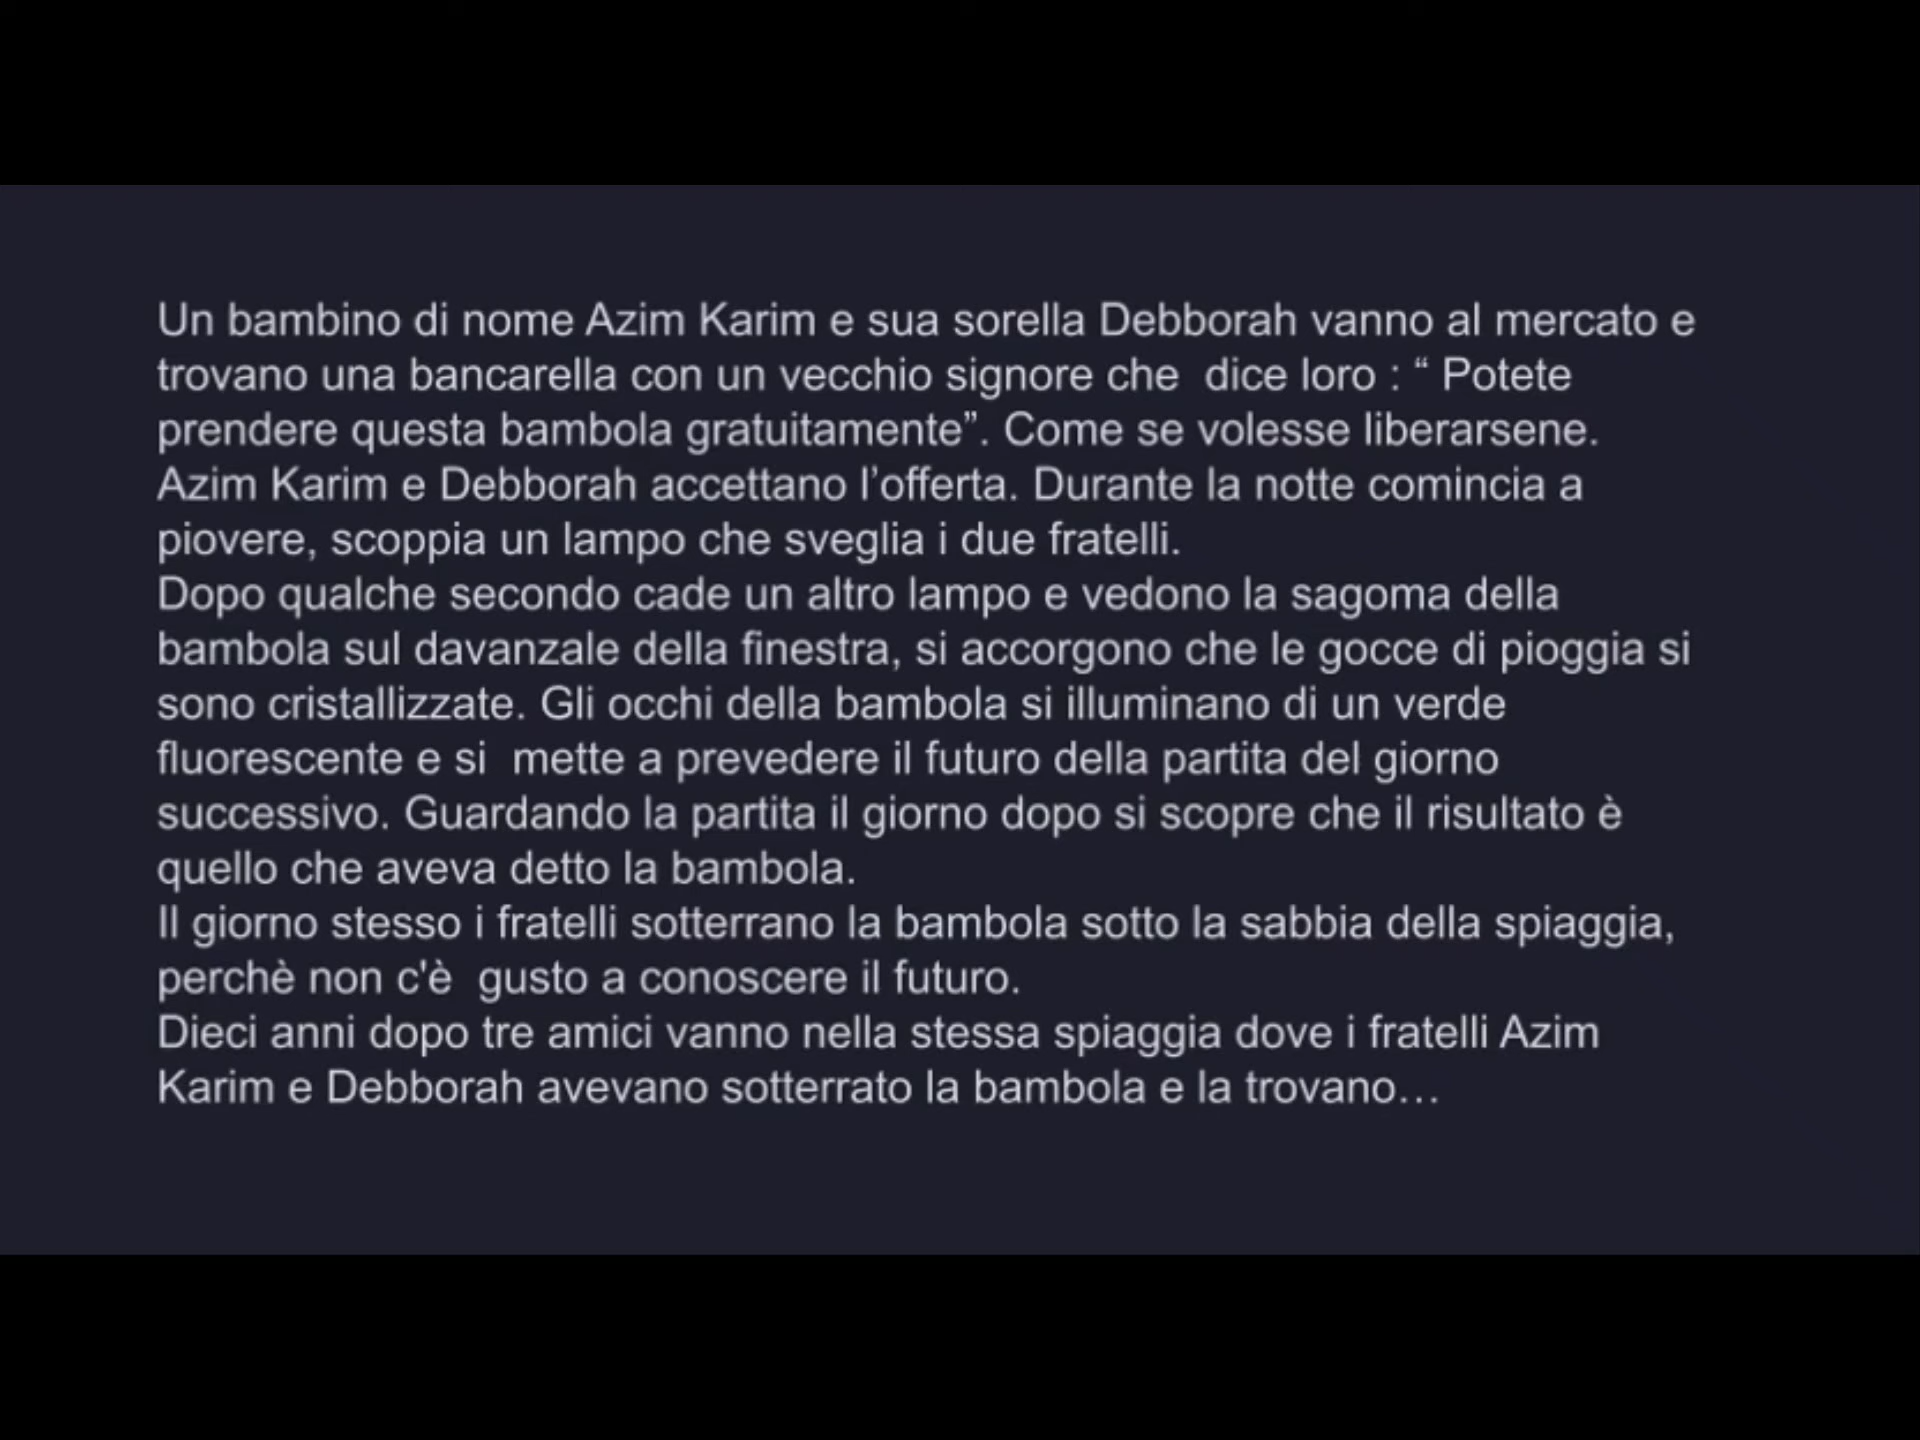 Un bambino di nome Azim Karim e sua sorella Debborah vanno al mercato e
trovano una bancarella con un vecchio signore che  dice loro : “ Potete
prendere questa bambola gratuitamente”. Come se volesse liberarsene.
Azim Karim e Debborah accettano l’offerta. Durante la notte comincia a
piovere, scoppia un lampo che sveglia i due fratelli.
Dopo qualche secondo cade un altro lampo e vedono la sagoma della
bambola sul davanzale della finestra, si accorgono che le gocce di pioggia si
sono cristallizzate. Gli occhi della bambola si illuminano di un verde
fluorescente e si  mette a prevedere il futuro della partita del giorno
successivo. Guardando la partita il giorno dopo si scopre che il risultato è
quello che aveva detto la bambola.
Il giorno stesso i fratelli sotterrano la bambola sotto la sabbia della spiaggia,
perchè non c'è  gusto a conoscere il futuro.
Dieci anni dopo tre amici vanno nella stessa spiaggia dove i fratelli Azim
Karim e Debborah avevano sotterrato la bambola e la trovano…